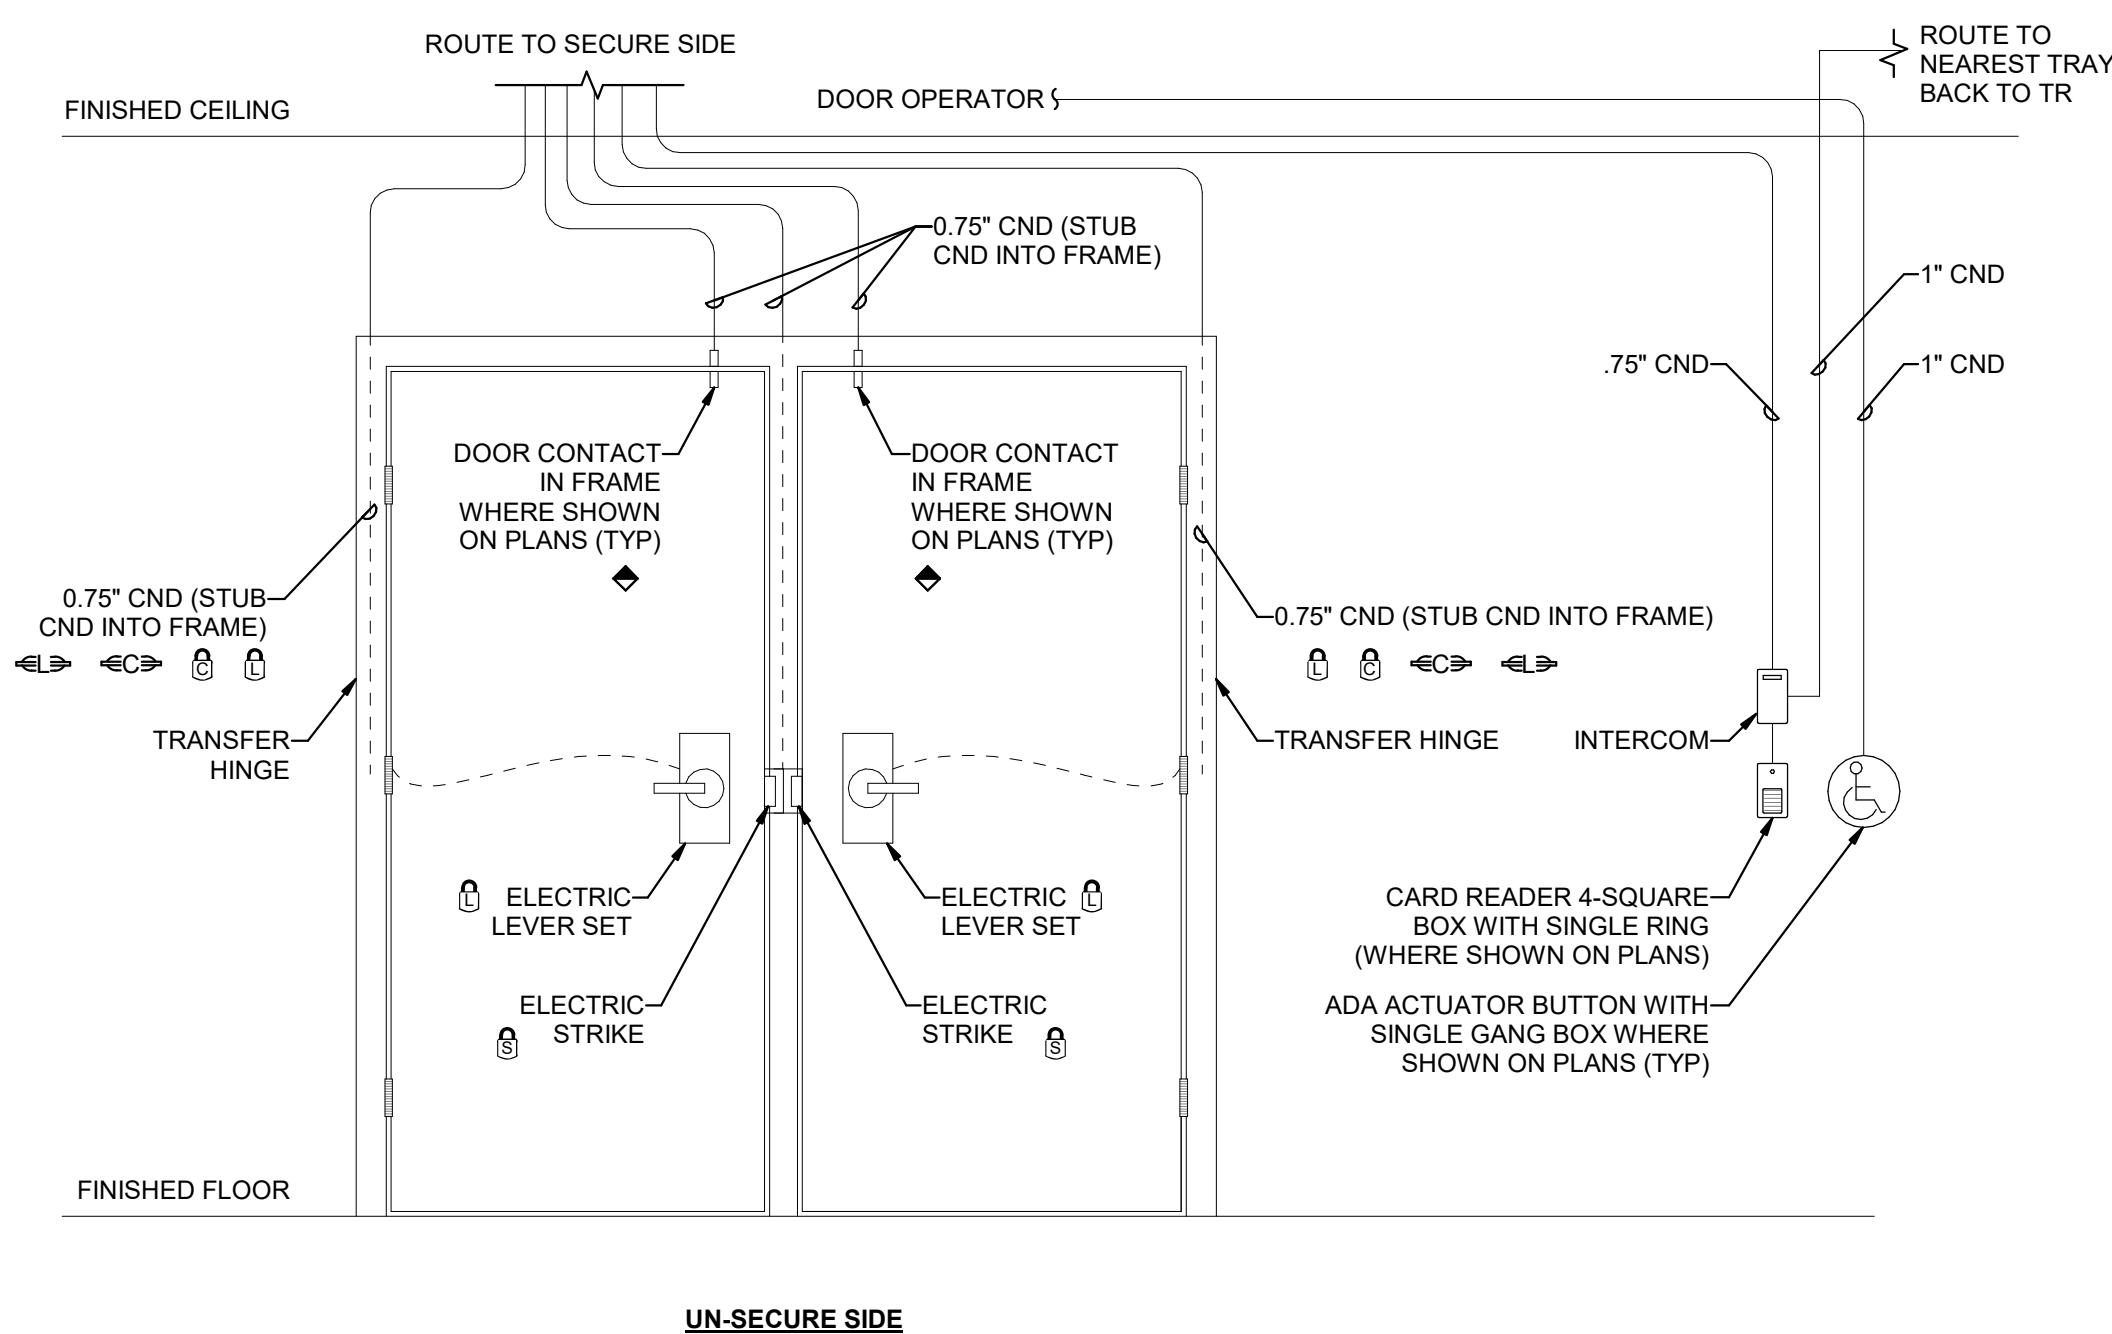 ROUTE TO SECURE SIDE
ROUTE TO
NEAREST TRAY
BACK TO TR
DOOR OPERATOR
FINISHED CEILING
0.75" CND (STUB
CND INTO FRAME)
1" CND
.75" CND
1" CND
DOOR CONTACT
IN FRAME
WHERE SHOWN
ON PLANS (TYP)
DOOR CONTACT
IN FRAME
WHERE SHOWN
ON PLANS (TYP)
0.75" CND (STUB
CND INTO FRAME)
L C C L
0.75" CND (STUB CND INTO FRAME)
L C C L
TRANSFER
HINGE
TRANSFER HINGE
INTERCOM
L ELECTRIC
LEVER SET
ELECTRIC L
LEVER SET
CARD READER 4-SQUARE
BOX WITH SINGLE RING
(WHERE SHOWN ON PLANS)
ELECTRIC
STRIKE
S
ELECTRIC
STRIKE
S
ADA ACTUATOR BUTTON WITH
SINGLE GANG BOX WHERE
SHOWN ON PLANS (TYP)
FINISHED FLOOR
UN-SECURE SIDE